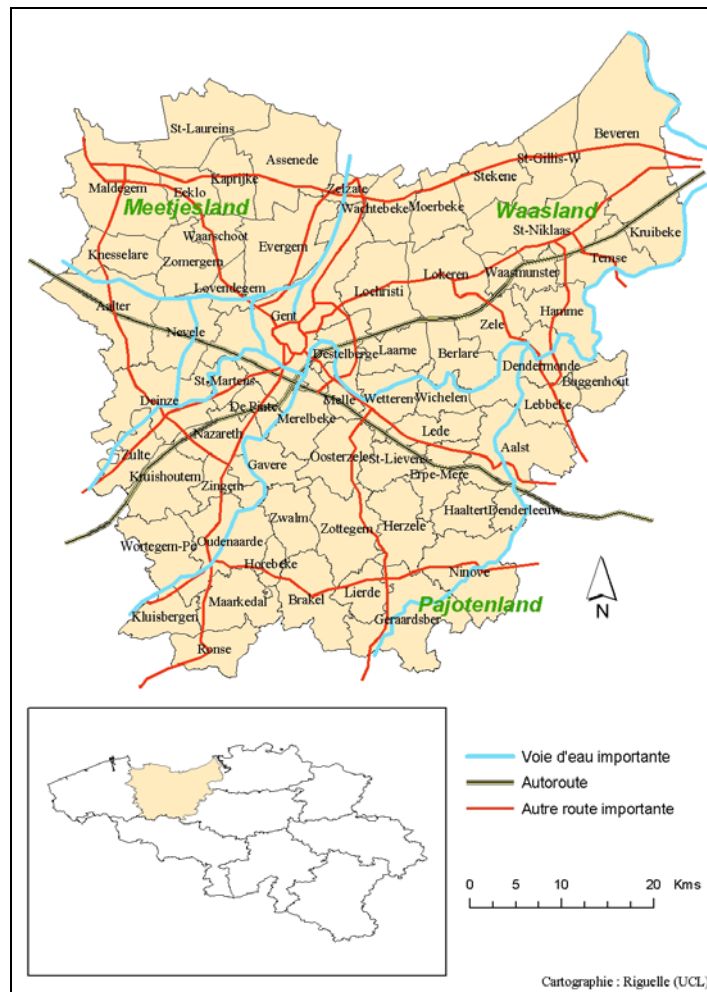 St-Laureins
Assenede
Beveren
St-Gillis-W
Stekene
Kaprijke
Zelzate
Maldegem
Eeklo
Wachtebeke
Moerbeke
Meetjesland
Waasland
St-Niklaas
Kruibeke
Waarschoot
Evergem
Knesselare
Zomergem
Temse
Lokeren
Waasmunster
Lovendegem
Lochristi
Aalter
Gent
Hamme
Zele
Nevele
Destelberge
Laarne
Berlare
Dendermonde
Buggenhout
St-Martens-
Deinze
De Pinte
Melle
Wetteren
Wichelen
Lebbeke
Merelbeke
Nazareth
Lede
Aalst
Zulte
Gavere
Oosterzele
St-Lievens-
Kruishoutem
Erpe-Mere
Zingem
Haaltert
Denderleeuw
Zwalm
Zottegem
Herzele
Wortegem-Pe
Oudenaarde
Horebeke
Ninove
Maarkedal
Brakel
Lierde
Kluisbergen
Pajotenland
Geraardsber
Ronse
N
Voie d'eau importante
Autoroute
Autre route importante
0 5 10 20 Kms
Cartographie : Riguelle (UCL)